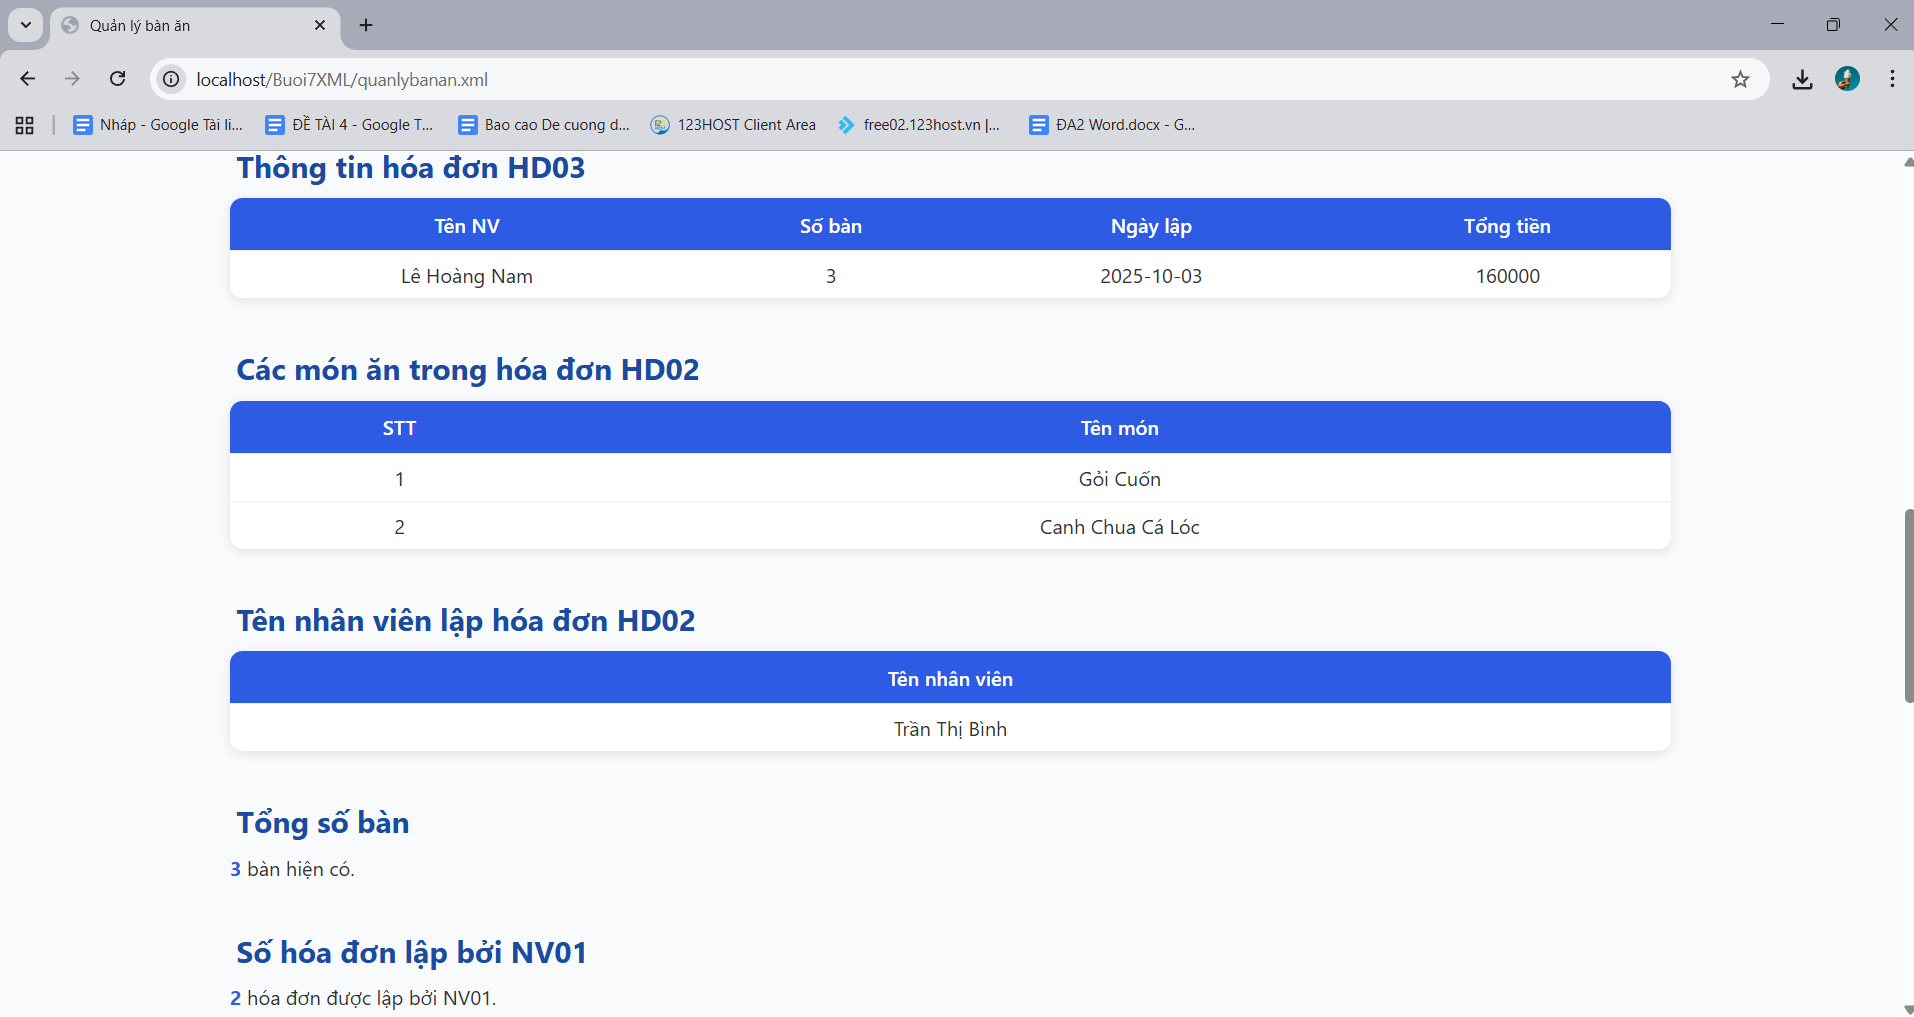 Quản lý bàn ăn
localhost/Buoi7XML/quanlybanan.xml
Nháp - Google Tài li...
ĐỀ TÀI 4 - Google T...
Bao cao De cuong d...
123HOST Client Area
free02.123host.vn |...
ĐA2 Word.docx - G...
Thông tin hóa đơn HD03
Tên NV Số bàn Ngày lập Tổng tiền
Lê Hoàng Nam 3 2025-10-03 160000
Các món ăn trong hóa đơn HD02
STT Tên món
1 Gỏi Cuốn
2 Canh Chua Cá Lóc
Tên nhân viên lập hóa đơn HD02
Tên nhân viên
Trần Thị Bình
Tổng số bàn
3 bàn hiện có.
Số hóa đơn lập bởi NV01
2 hóa đơn được lập bởi NV01.